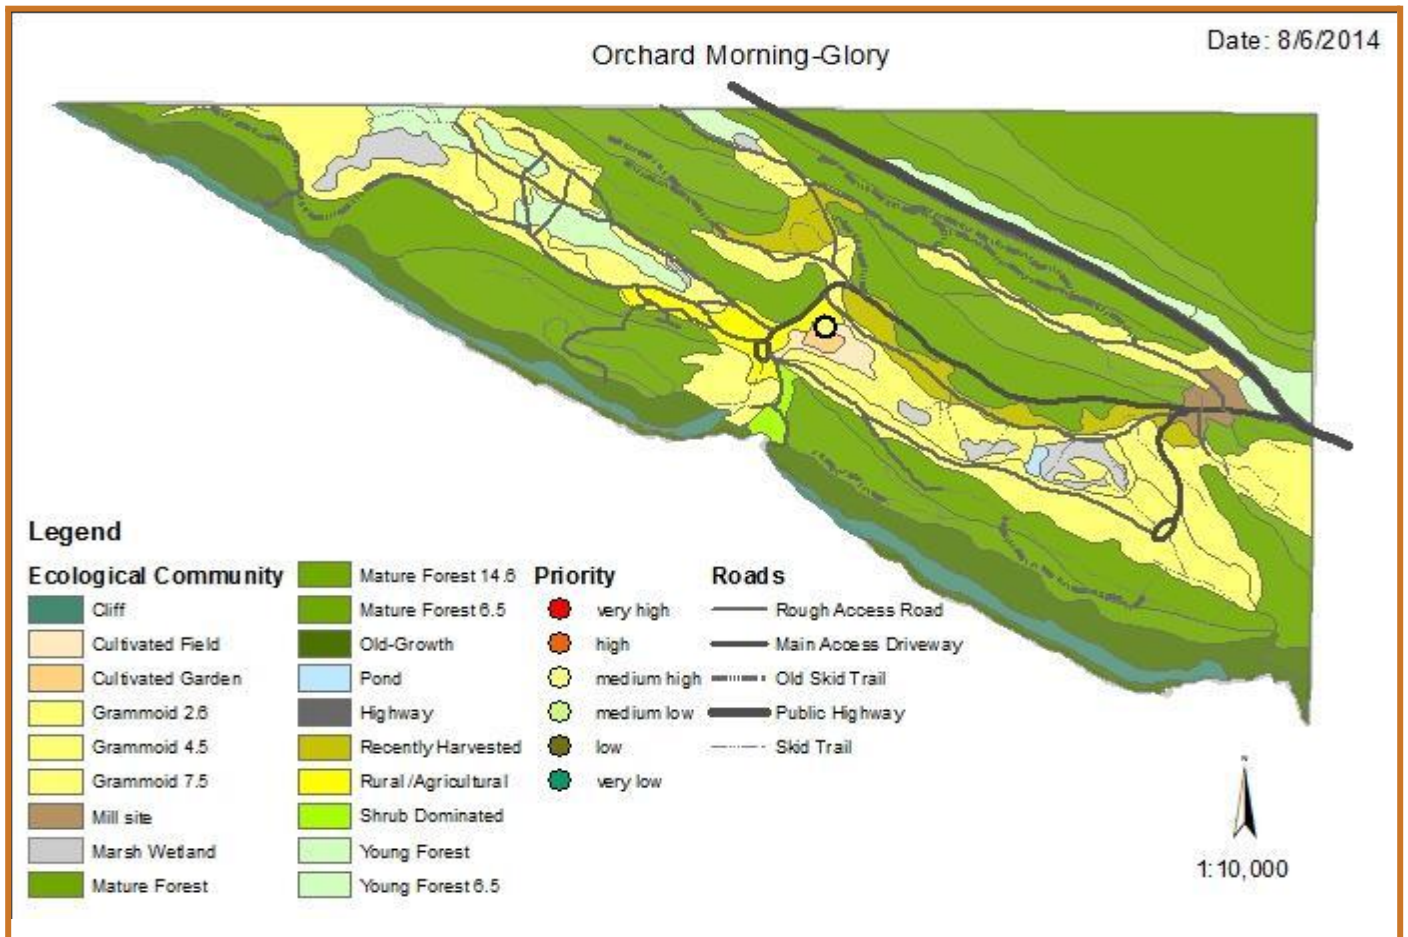 Date: 8/6/2014
Orchard Morning-Glory
Legend
Ecological Community
Cliff
Cultivated Field
Cultivated Garden
Grammoid 2.6
Grammoid 4.5
Grammoid 7.5
Mill site
Marsh Wetland
Mature Forest
Mature Forest 14.6
Mature Forest 6.5
Old-Growth
Pond
Highway
Recently Harvested
Rural/Agricultural
Shrub Dominated
Young Forest
Young Forest 6.5
Priority
very high
high
medium high
medium low
low
very low
Roads
Rough Access Road
Main Access Driveway
Old Skid Trail
Public Highway
Skid Trail
N
1:10,000